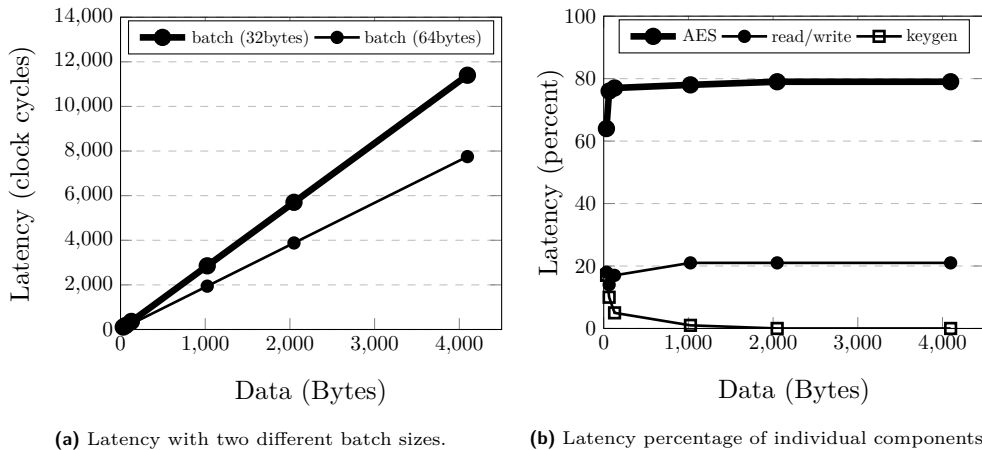 14,000
12,000
10,000
8,000
6,000
4,000
2,000
0
batch (32bytes) batch (64bytes)
Latency (clock cycles)
0 1,000 2,000 3,000 4,000
Data (Bytes)
(a) Latency with two different batch sizes.
100
80
60
40
20
0
AES read/write keygen
Latency (percent)
0 1,000 2,000 3,000 4,000
Data (Bytes)
(b) Latency percentage of individual components